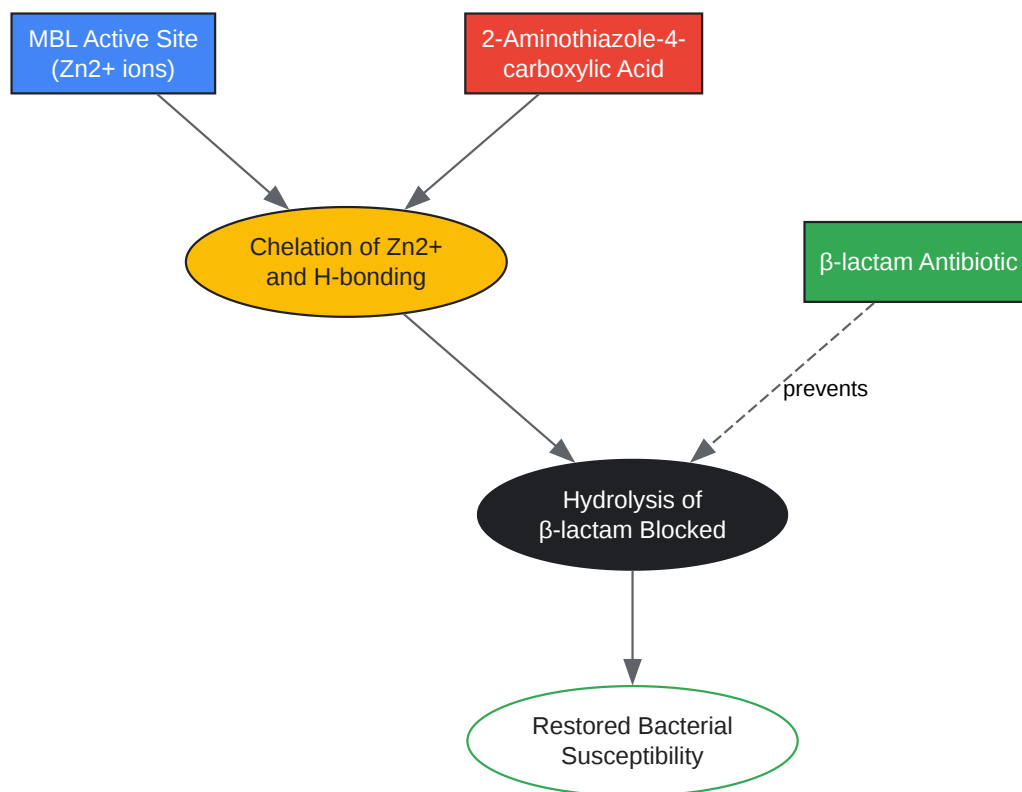 MBL Active Site
(Zn2+ ions)
2-Aminothiazole-4-
carboxylic Acid
Chelation of Zn2+
and H-bonding
β-lactam Antibiotic
prevents
Hydrolysis of
β-lactam Blocked
Restored Bacterial
Susceptibility